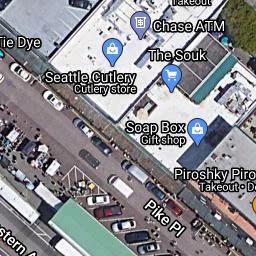 Takeout
Chase ATM
Tie Dye
The Souk
Takeout
Seattle Cutlery
Cutlery store
Soap Box
Gift shop
Piroshky Piro
Takeout • D
Pike Pl
stern A